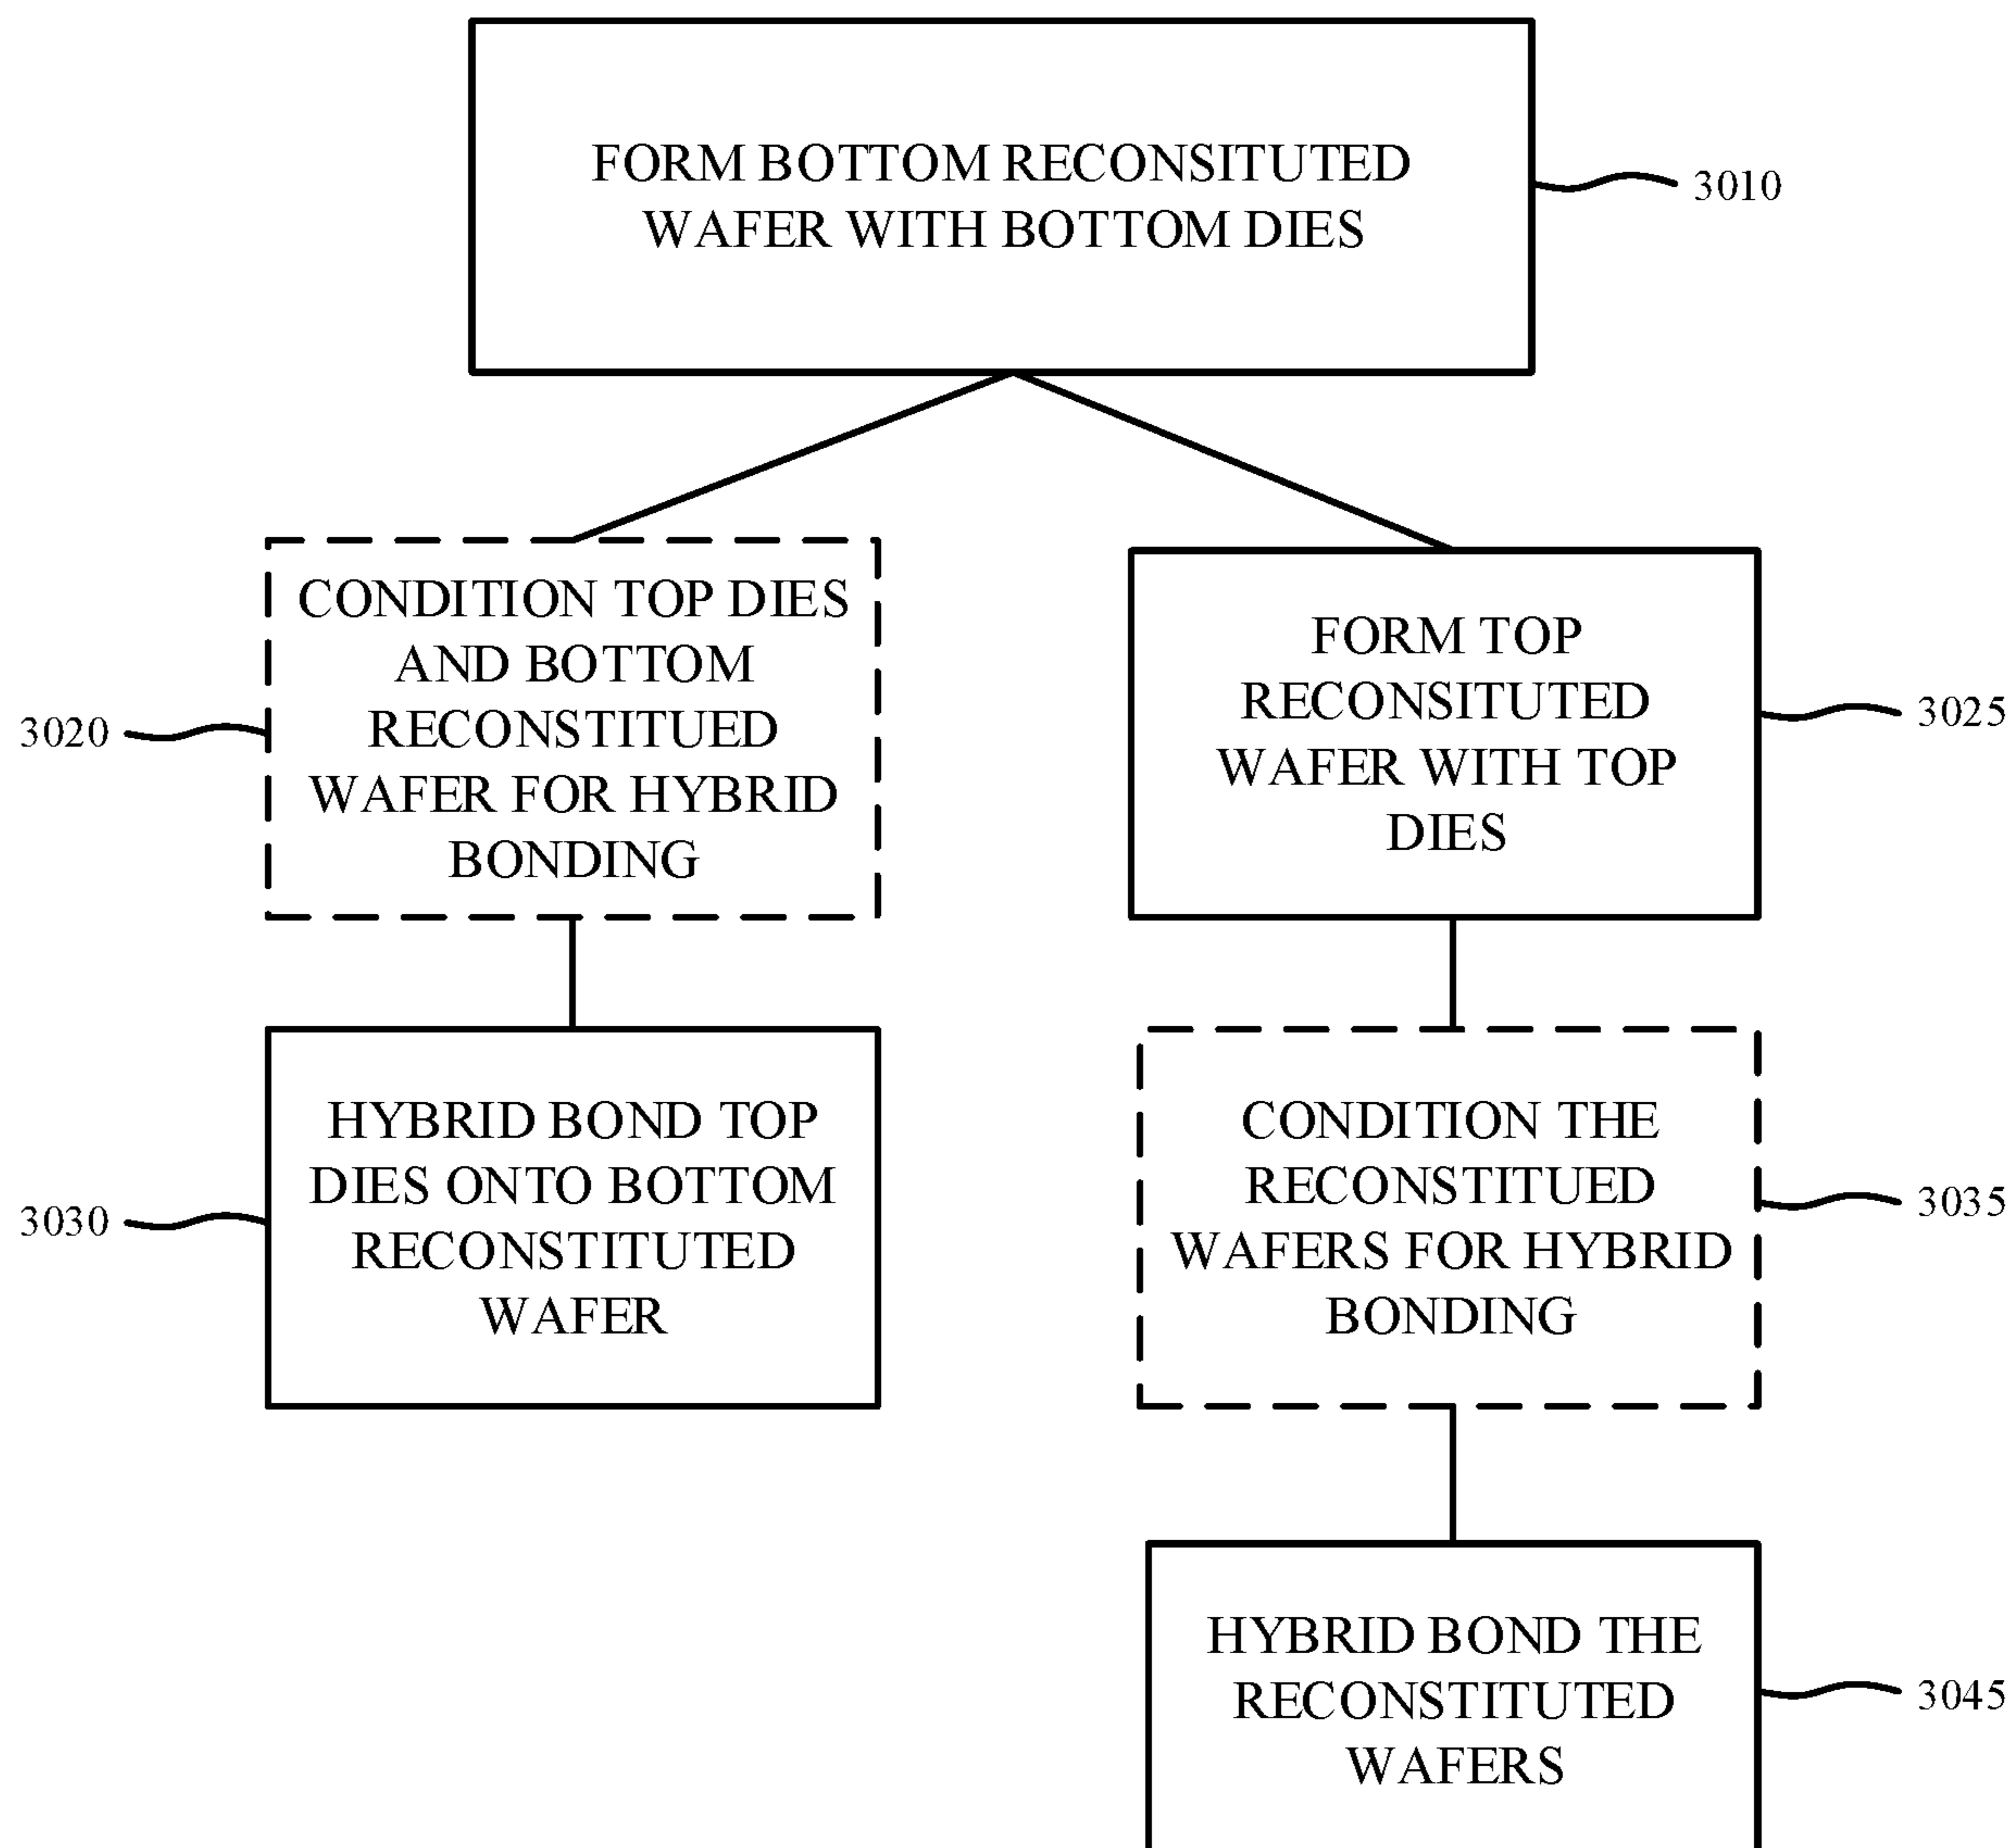 FORM BOTTOM RECONSITUTED
WAFER WITH BOTTOM DIES
3010
CONDITION TOP DIES
AND BOTTOM
RECONSTITUED
WAFER FOR HYBRID
BONDING
3020
FORM TOP
RECONSITUTED
WAFER WITH TOP
DIES
3025
HYBRID BOND TOP
DIES ONTO BOTTOM
RECONSTITUTED
WAFER
3030
CONDITION THE
RECONSTITUED
WAFERS FOR HYBRID
BONDING
3035
HYBRID BOND THE
RECONSTITUTED
WAFERS
3045